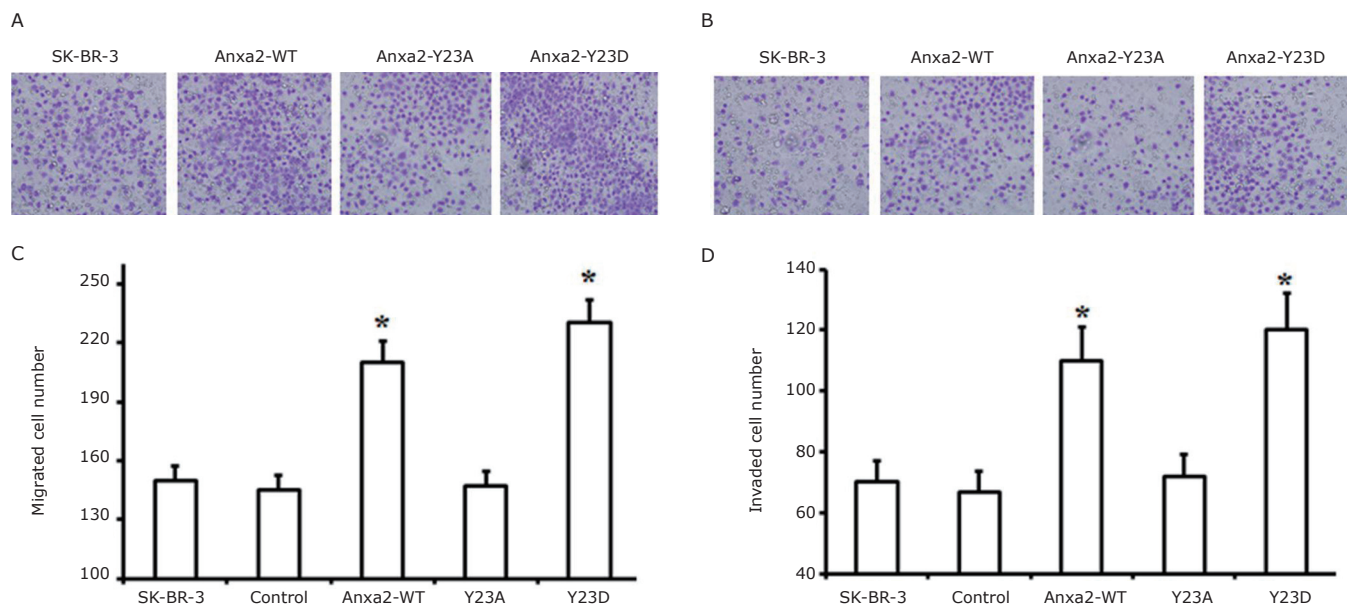 A
SK-BR-3 Anxa2-WT Anxa2-Y23A Anxa2-Y23D
B
SK-BR-3 Anxa2-WT Anxa2-Y23A Anxa2-Y23D
C
Migrated cell number
250
220
190
160
130
100
*
*
SK-BR-3 Control Anxa2-WT Y23A Y23D
D
Invaded cell number
140
120
100
80
60
40
*
*
SK-BR-3 Control Anxa2-WT Y23A Y23D